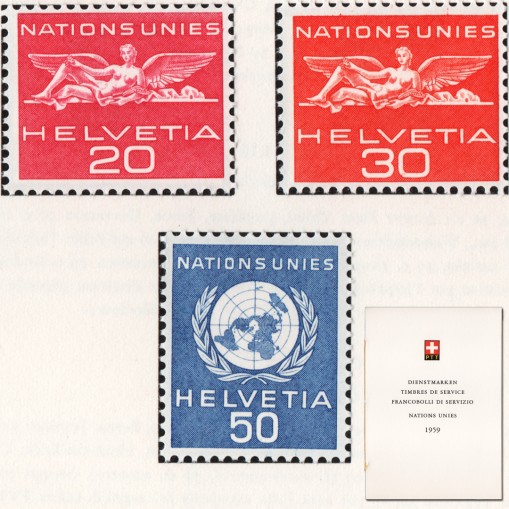 NATIONS UNIES
HELVETIA
20
NATIONS UNIES
HELVETIA
30
NATIONS UNIES
HELVETIA
50
PTT
DIENSTMARKEN
TIMBRES DE SERVICE
FRANCOBOLLI DI SERVIZIO
NATIONS UNIES
1959